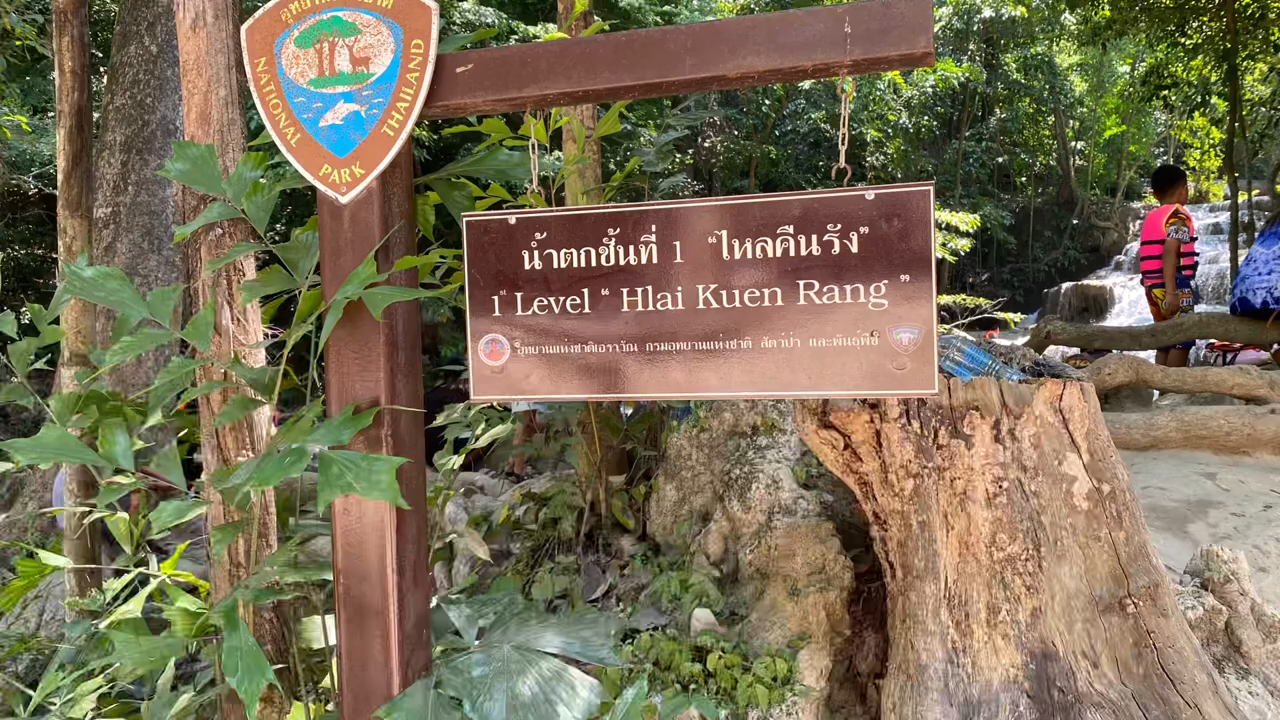 อุทยานแห่งชาติ
NATIONAL PARK THAILAND
น้ำตกชั้นที่ 1 “ไหลคืนรัง”
1st Level “ Hlai Kuen Rang ”
อุทยานแห่งชาติเอราวัณ กรมอุทยานแห่งชาติ สัตว์ป่า และพันธุ์พืช